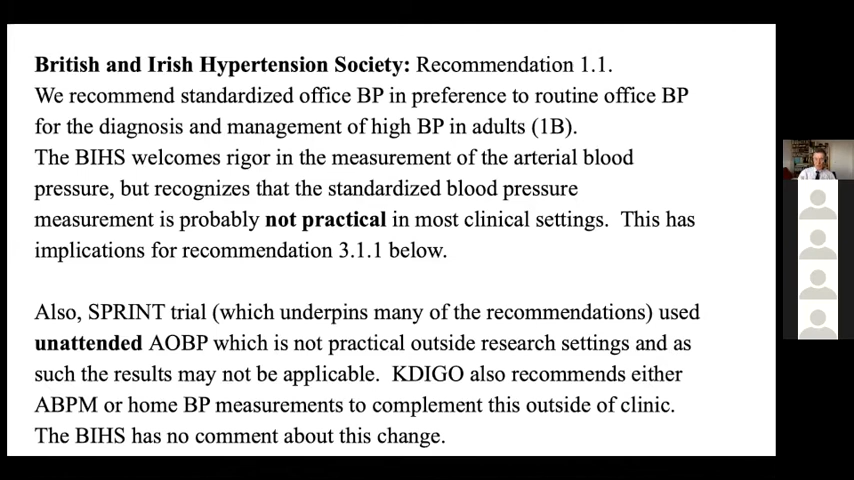 British and Irish Hypertension Society: Recommendation 1.1.
We recommend standardized office BP in preference to routine office BP
for the diagnosis and management of high BP in adults (1B).
The BIHS welcomes rigor in the measurement of the arterial blood
pressure, but recognizes that the standardized blood pressure
measurement is probably not practical in most clinical settings.  This has
implications for recommendation 3.1.1 below.
Also, SPRINT trial (which underpins many of the recommendations) used
unattended AOBP which is not practical outside research settings and as
such the results may not be applicable.  KDIGO also recommends either
ABPM or home BP measurements to complement this outside of clinic.
The BIHS has no comment about this change.